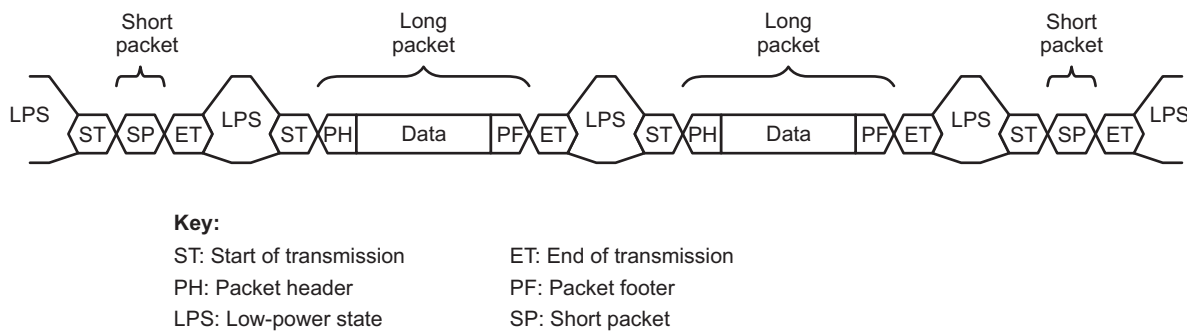 Short packet
Long packet
Long packet
Short packet
LPS ST SP ET LPS ST PH Data PF ET LPS ST PH Data PF ET LPS ST SP ET LPS
Key:
ST: Start of transmission ET: End of transmission
PH: Packet header PF: Packet footer
LPS: Low-power state SP: Short packet